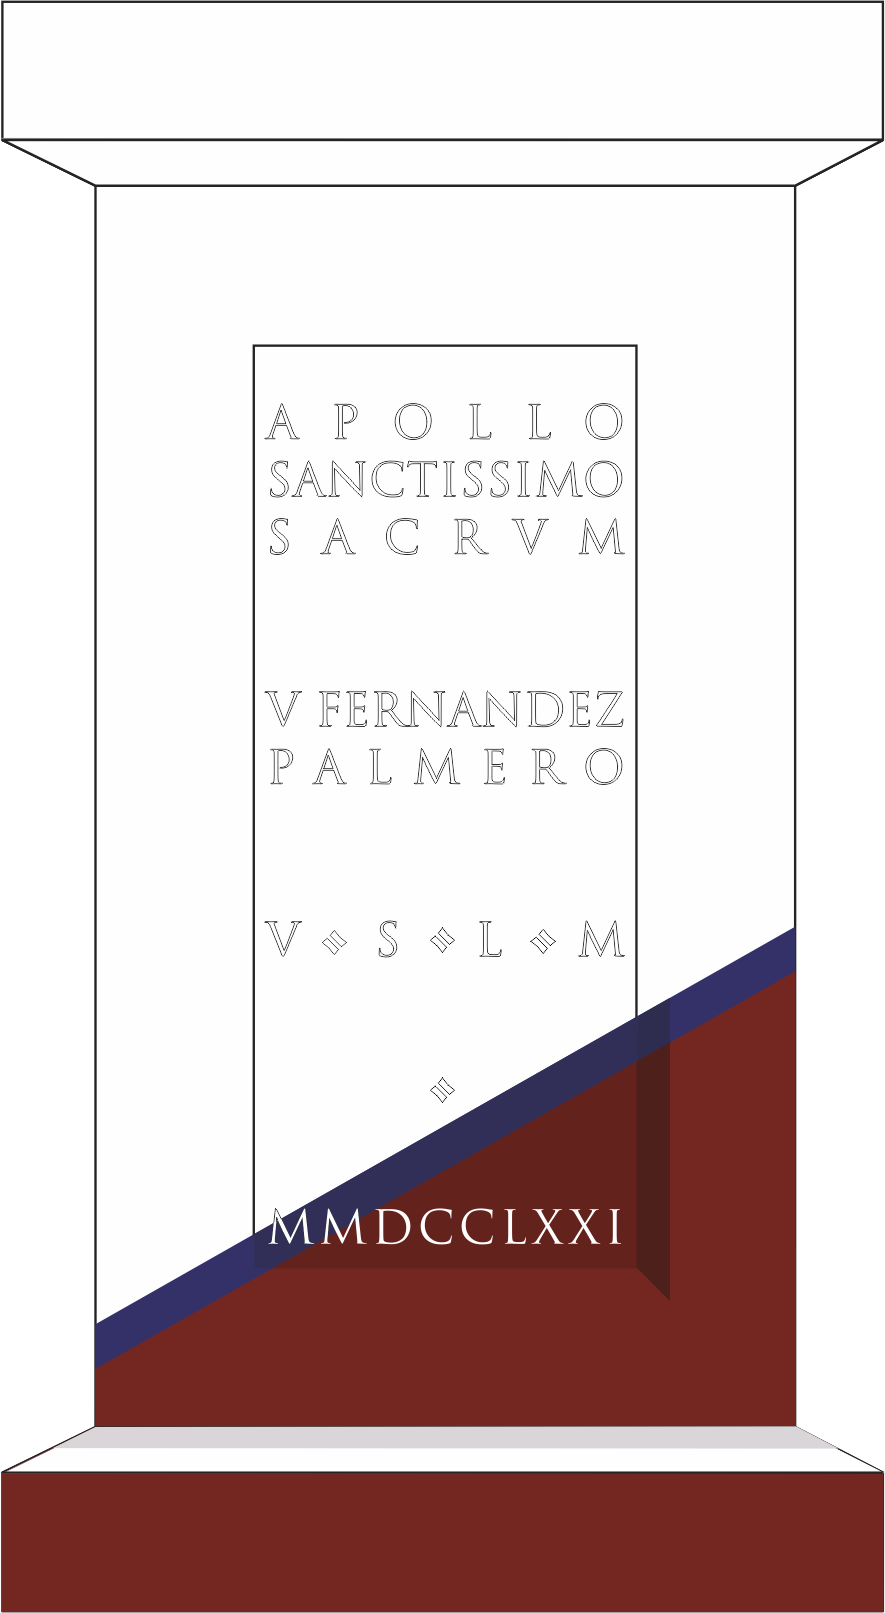 APOLLO
SANCTISSIMO
SACRVM
V FERNANDEZ
PALMERO
V S L M
MMDCCLXXI